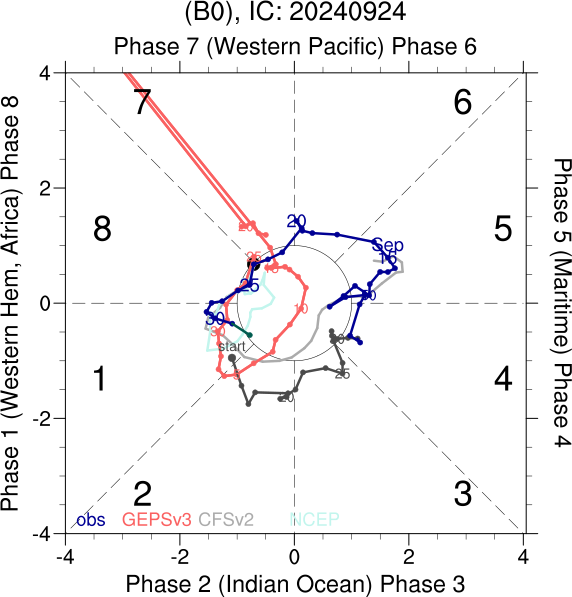 (B0), IC: 20240924
Phase 7 (Western Pacific) Phase 6
Phase 1 (Western Hem, Africa) Phase 8
Phase 5 (Maritime) Phase 4
4
2
0
-2
-4
7
6
8
5
1
4
2
3
20
Sep
15
25
25
10
30
30
start
5
25
20
obs
GEPSv3
CFSv2
NCEP
-4
-2
0
2
4
Phase 2 (Indian Ocean) Phase 3